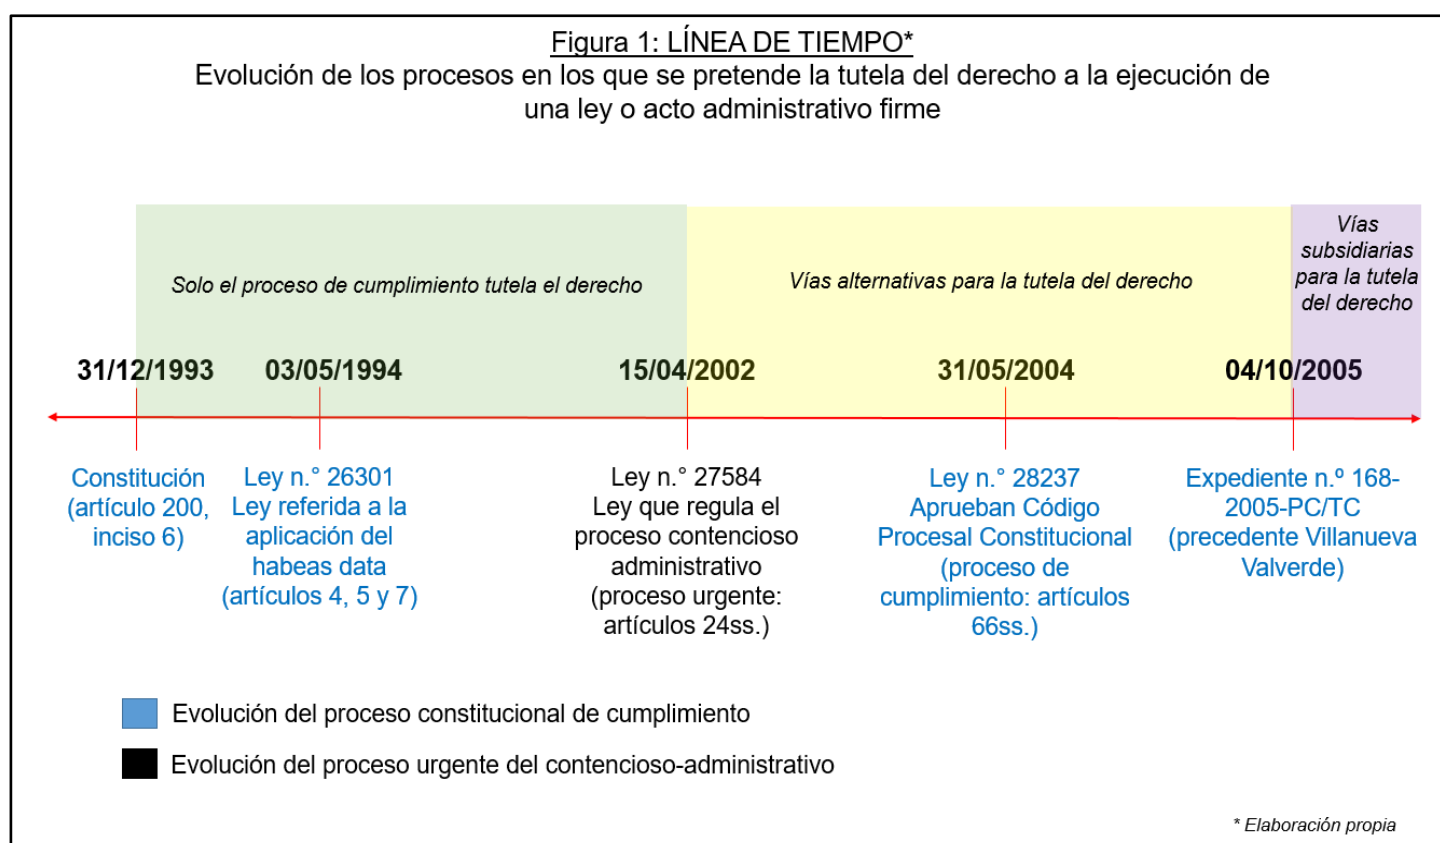 Figura 1: LÍNEA DE TIEMPO*
Evolución de los procesos en los que se pretende la tutela del derecho a la ejecución de
una ley o acto administrativo firme
Solo el proceso de cumplimiento tutela el derecho
Vías alternativas para la tutela del derecho
Vías
subsidiarias
para la tutela
del derecho
31/12/1993
03/05/1994
15/04/2002
31/05/2004
04/10/2005
Constitución
(artículo 200,
inciso 6)
Ley n.° 26301
Ley referida a la
aplicación del
habeas data
(artículos 4, 5 y 7)
Ley n.° 27584
Ley que regula el
proceso contencioso
administrativo
(proceso urgente:
artículos 24ss.)
Ley n.° 28237
Aprueban Código
Procesal Constitucional
(proceso de
cumplimiento: artículos
66ss.)
Expediente n.º 168-
2005-PC/TC
(precedente Villanueva
Valverde)
Evolución del proceso constitucional de cumplimiento
Evolución del proceso urgente del contencioso-administrativo
* Elaboración propia